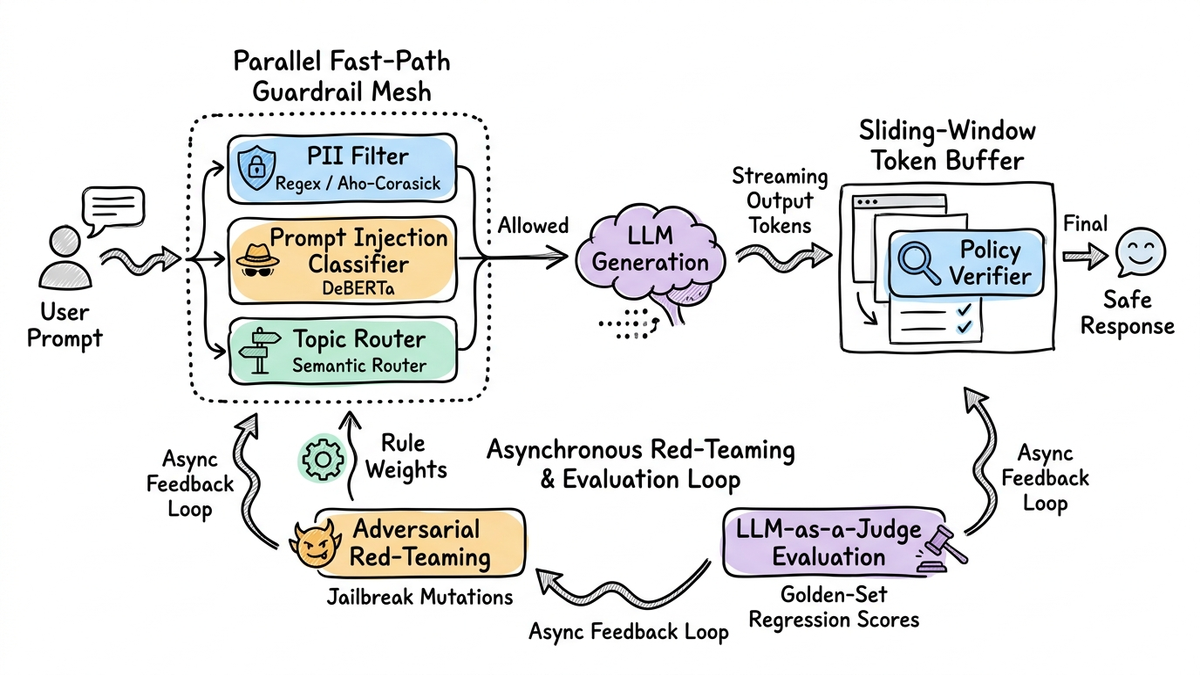 Parallel Fast-Path
Guardrail Mesh
PII Filter
Regex / Aho-Corasick
Prompt Injection
Classifier
DeBERTa
Topic Router
Semantic Router
User
Prompt
Allowed
LLM
Generation
Streaming
Output
Tokens
Sliding-Window
Token Buffer
Policy
Verifier
Final
Safe
Response
Async
Feedback
Loop
Rule
Weights
Asynchronous Red-Teaming
& Evaluation Loop
Async
Feedback
Loop
Adversarial
Red-Teaming
Jailbreak Mutations
LLM-as-a-Judge
Evaluation
Golden-Set
Regression Scores
Async Feedback Loop